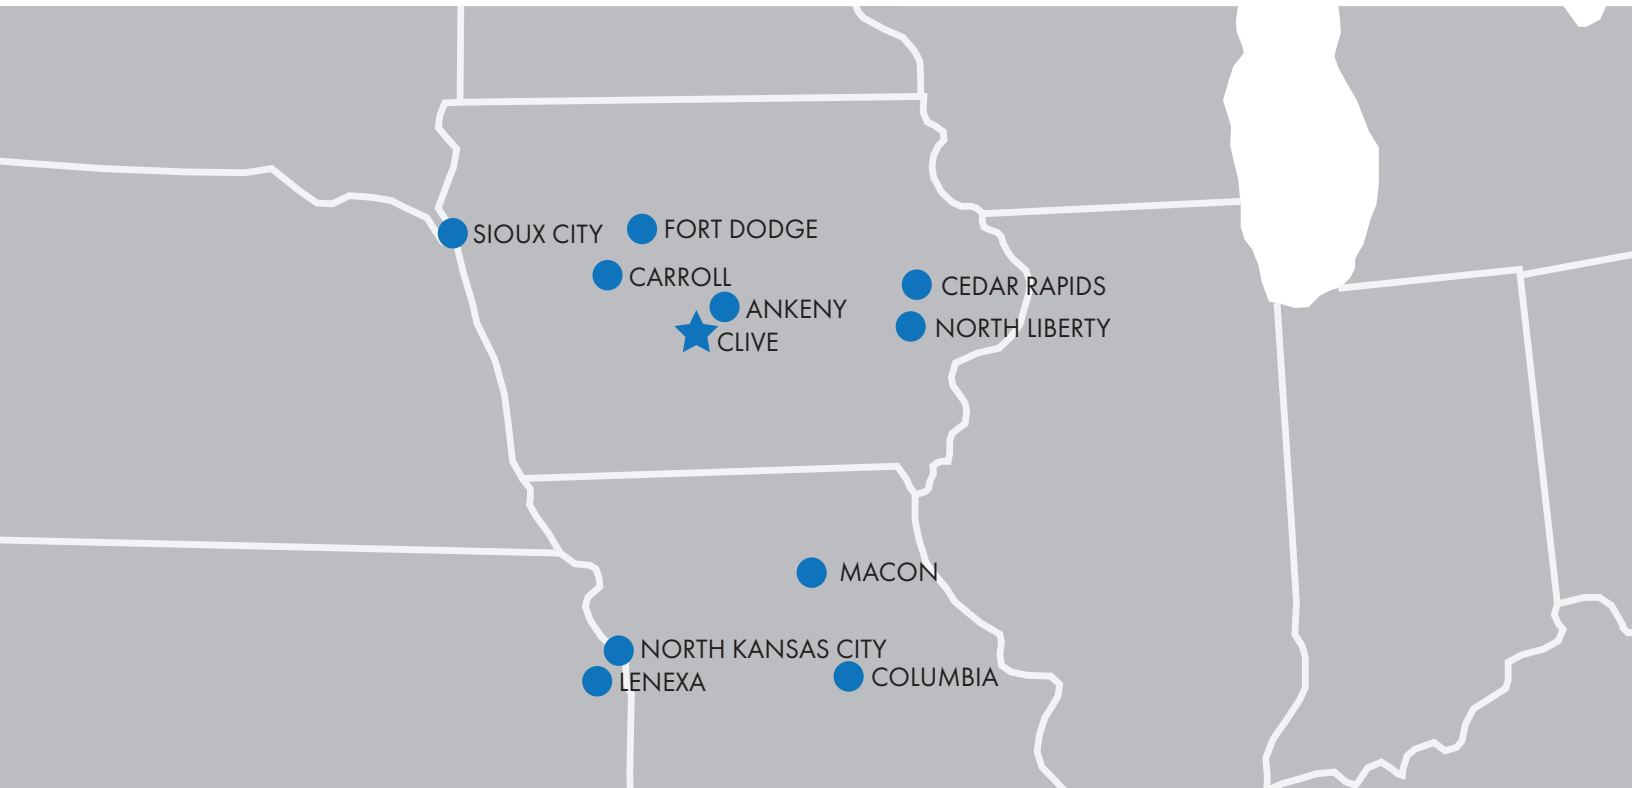 SIOUX CITY
FORT DODGE
CARROLL
ANKENY
CLIVE
CEDAR RAPIDS
NORTH LIBERTY
MACON
NORTH KANSAS CITY
LENEXA
COLUMBIA